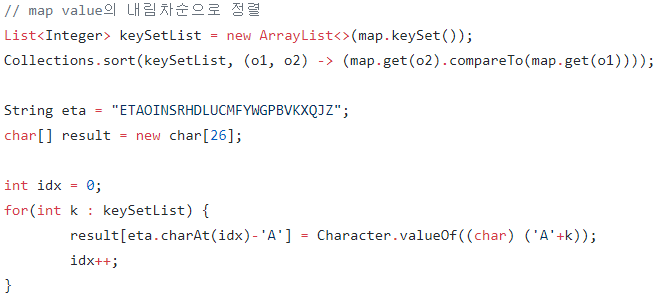 // map value의 내림차순으로 정렬
List<Integer> keySetList = new ArrayList<>(map.keySet());
Collections.sort(keySetList, (o1, o2) -> (map.get(o2).compareTo(map.get(o1))));

String eta = "ETAOINSRHDLUCMFYWGPBVKXQJZ";
char[] result = new char[26];

int idx = 0;
for(int k : keySetList) {
        result[eta.charAt(idx)-'A'] = Character.valueOf((char) ('A'+k));
        idx++;
}